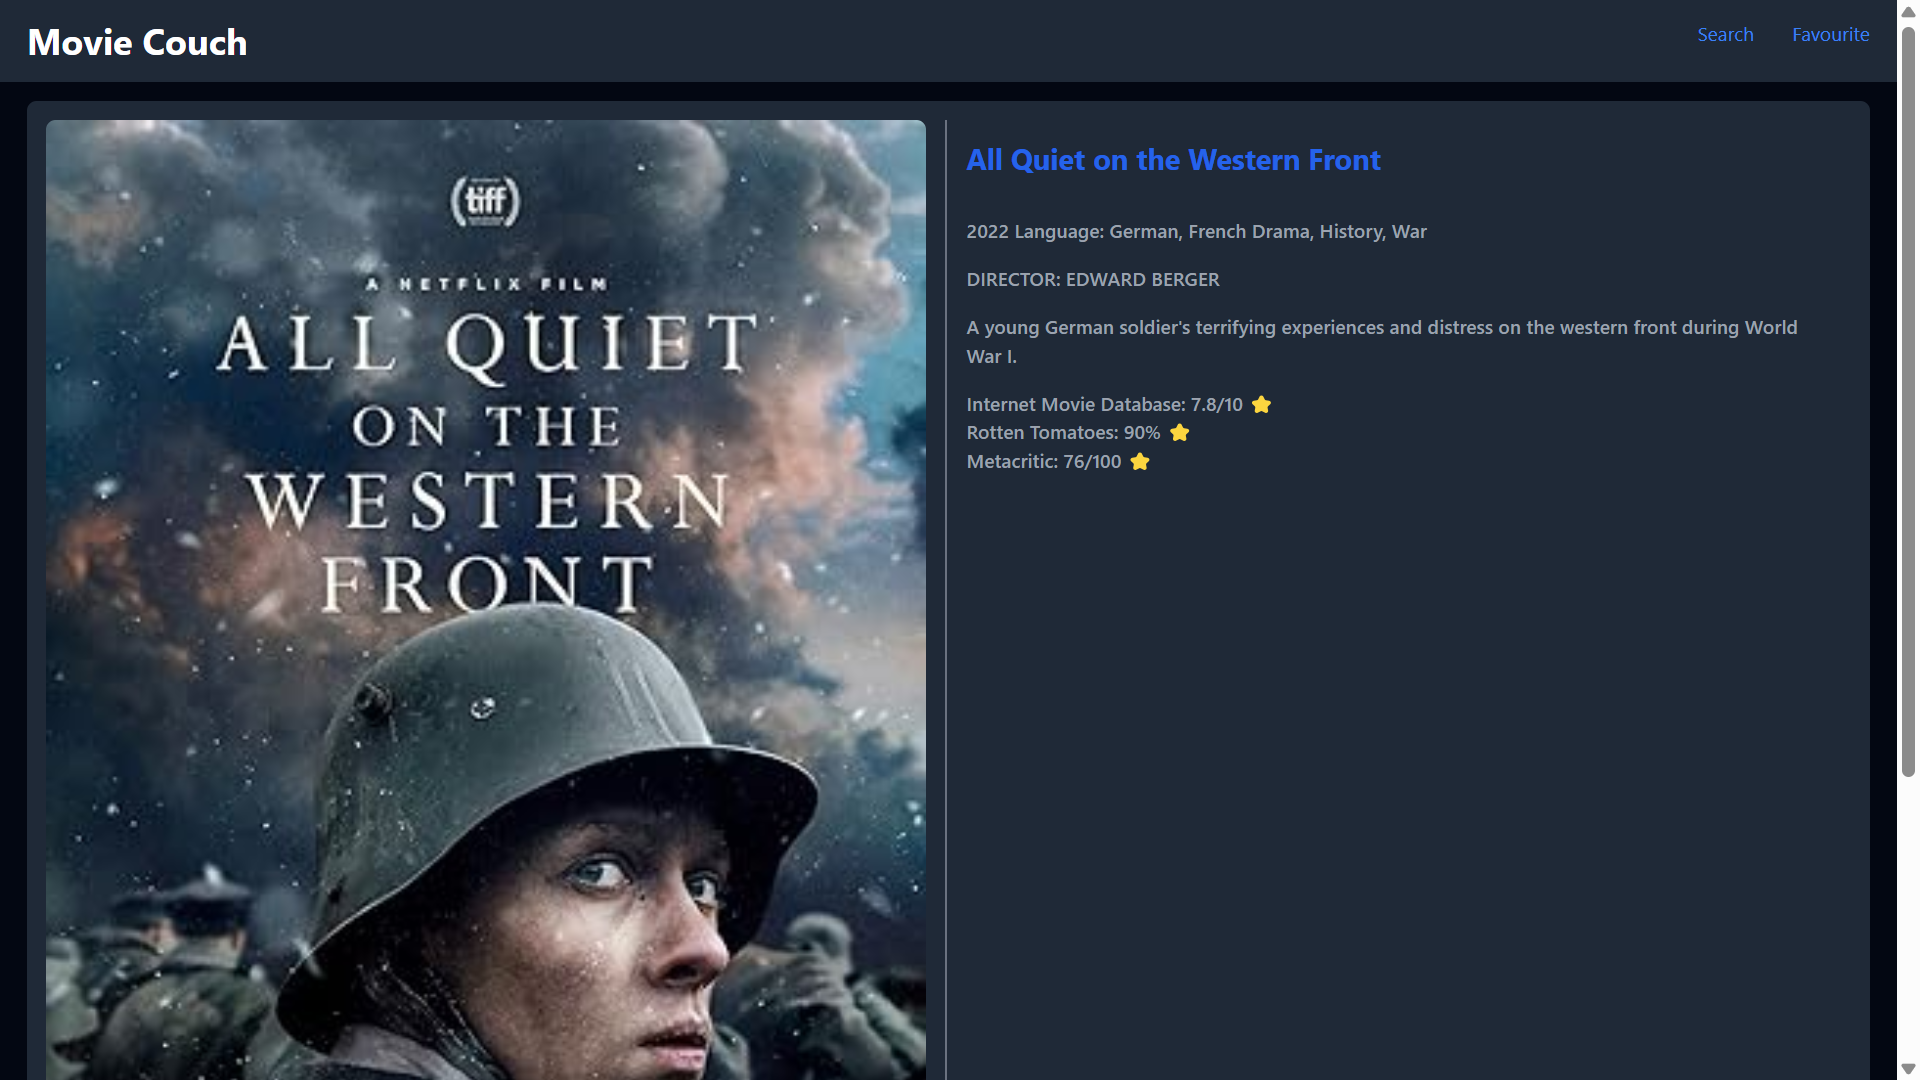 Movie Couch
Search
Favourite
tiff
A NETFLIX FILM
ALL QUIET
ON THE
WESTERN
FRONT
All Quiet on the Western Front
2022 Language: German, French Drama, History, War
DIRECTOR: EDWARD BERGER
A young German soldier's terrifying experiences and distress on the western front during World
War I.
Internet Movie Database: 7.8/10
Rotten Tomatoes: 90%
Metacritic: 76/100